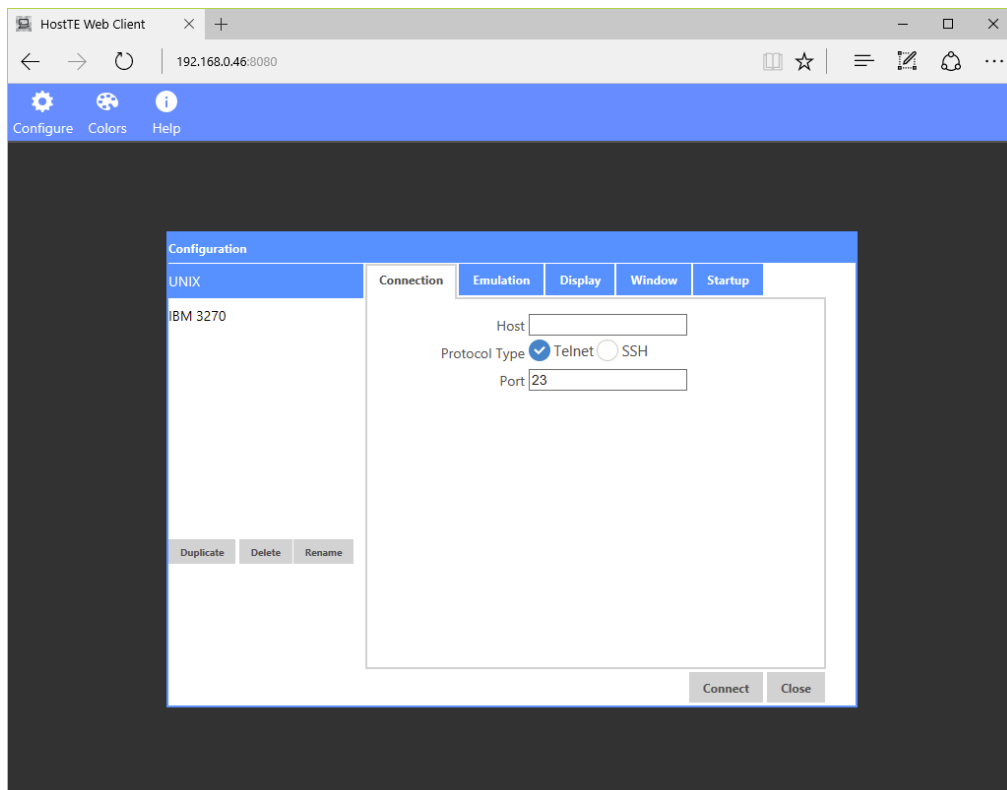 HostTE Web Client
192.168.0.46:8080
Configure Colors Help
Configuration
UNIX
IBM 3270
Connection Emulation Display Window Startup
Host
Protocol Type Telnet SSH
Port 23
Duplicate Delete Rename
Connect Close